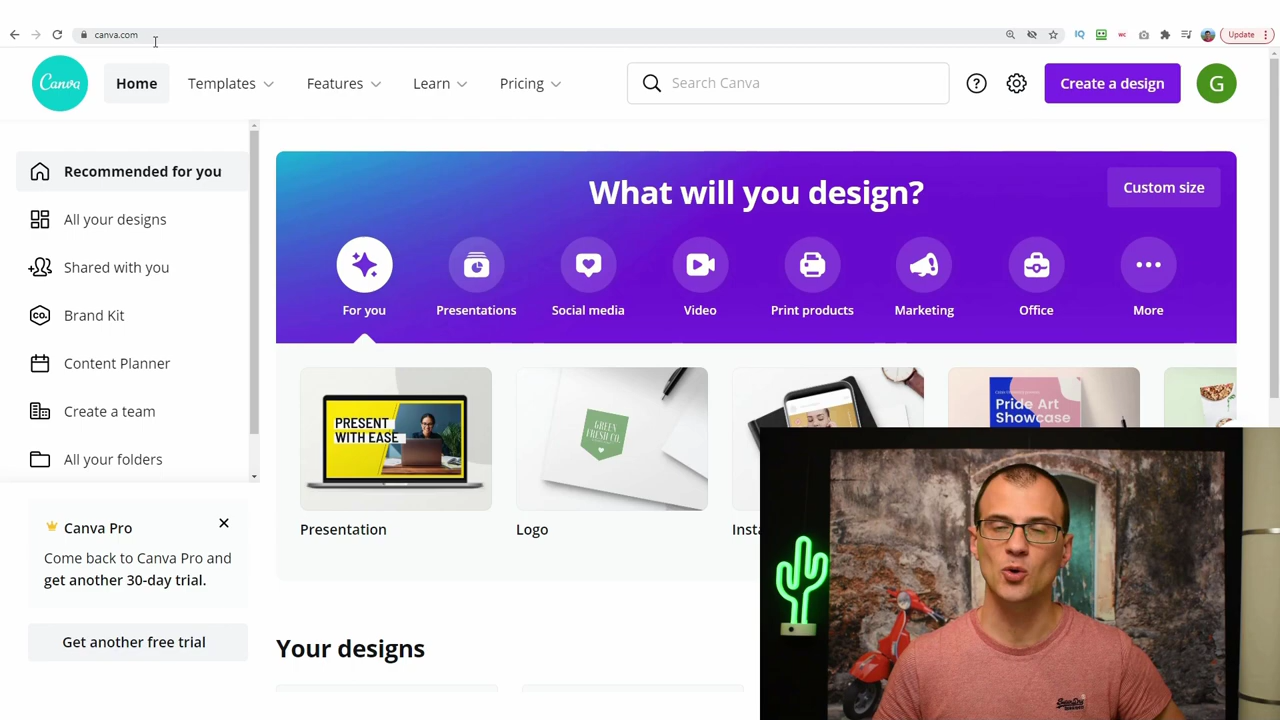 canva.com
Update
Canva
Home
Templates
Features
Learn
Pricing
Search Canva
Create a design
G
Recommended for you
All your designs
Shared with you
CO.
Brand Kit
Content Planner
Create a team
All your folders
Canva Pro
Come back to Canva Pro and
get another 30-day trial.
Get another free trial
What will you design?
Custom size
For you
Presentations
Social media
Video
Print products
Marketing
Office
More
PRESENT
WITH EASE
Presentation
GREEN
FRESH CO.
Logo
Insta
Pride Art
Showcase
Your designs